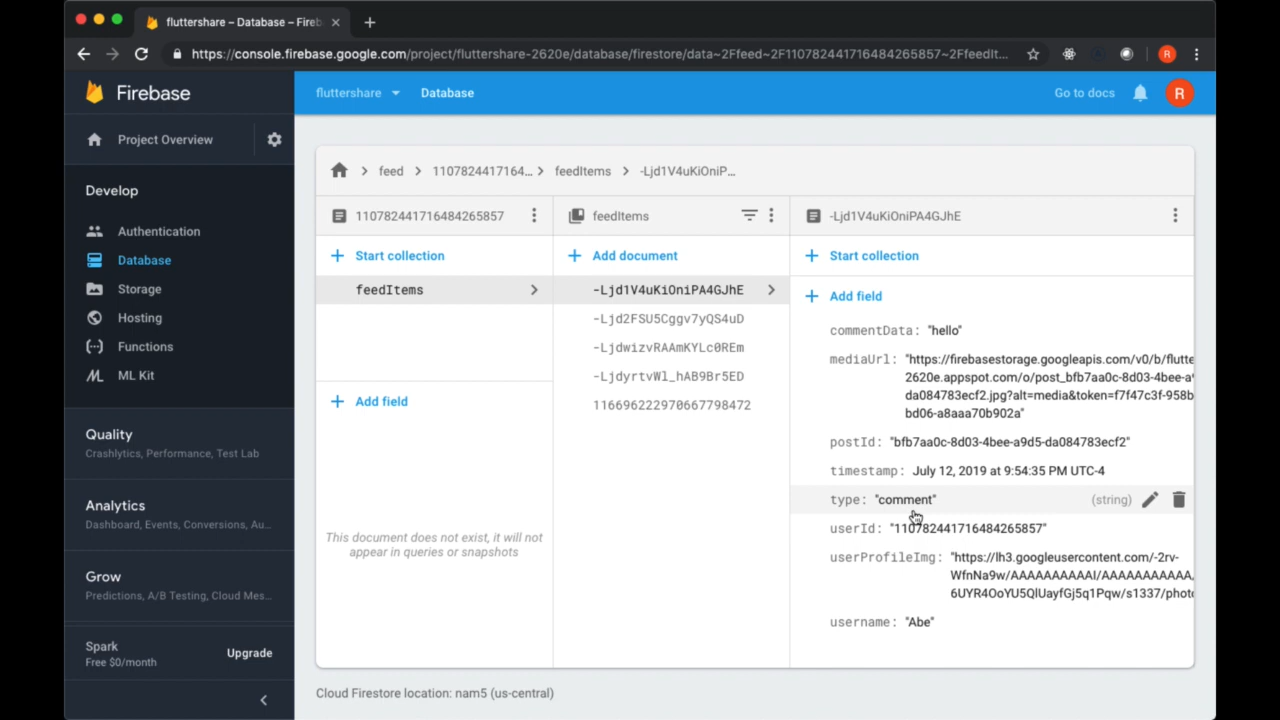 fluttershare – Database – Fireb
https://console.firebase.google.com/project/fluttershare-2620e/database/firestore/data~2Ffeed~2F110782441716484265857~2FfeedIt...
R
Firebase
fluttershare
Database
Go to docs
R
Project Overview
Develop
Authentication
Database
Storage
Hosting
Functions
ML Kit
Quality
Crashlytics, Performance, Test Lab
Analytics
Dashboard, Events, Conversions, Au...
Grow
Predictions, A/B Testing, Cloud Mes...
Spark
Free $0/month
Upgrade
feed
1107824417164...
feedItems
-Ljd1V4uKiOniP...
110782441716484265857
Start collection
feedItems
Add field
This document does not exist, it will not
appear in queries or snapshots
feedItems
Add document
-Ljd1V4uKiOniPA4GJhE
-Ljd2FSU5Cggv7yQS4uD
-LjdwizvRAAmKYLc0REm
-LjdyrtvWl_hAB9Br5ED
116696222970667798472
-Ljd1V4uKiOniPA4GJhE
Start collection
Add field
commentData: "hello"
mediaUrl: "https://firebasestorage.googleapis.com/v0/b/flutte
2620e.appspot.com/o/post_bfb7aa0c-8d03-4bee-a
da084783ecf2.jpg?alt=media&token=f7f47c3f-958b
bd06-a8aaa70b902a"
postId: "bfb7aa0c-8d03-4bee-a9d5-da084783ecf2"
timestamp: July 12, 2019 at 9:54:35 PM UTC-4
type: "comment" (string)
userId: "110782441716484265857"
userProfileImg: "https://lh3.googleusercontent.com/-2rv-
WfnNa9w/AAAAAAAAAAI/AAAAAAAAAAA
6UYR4OoYU5QlUayfGj5q1Pqw/s1337/phot
username: "Abe"
Cloud Firestore location: nam5 (us-central)